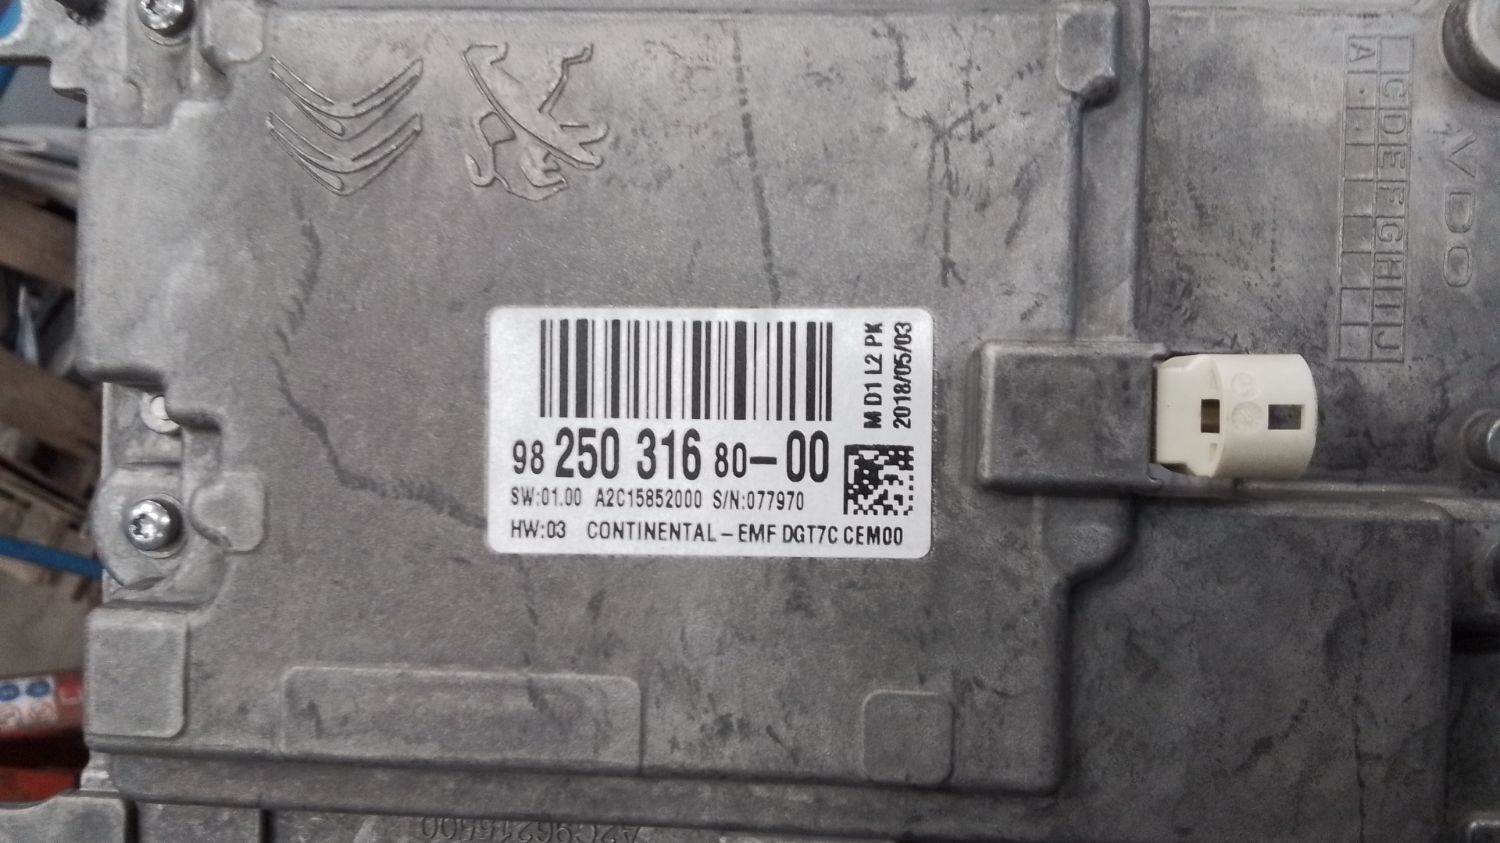 98 250 316 80-00
SW:01.00 A2C15852000 S/N:077970
HW:03 CONTINENTAL-EMF DGT7C CEM00
M D1 L2 PK
2018/05/03
A
C D E F G H I J
VDO